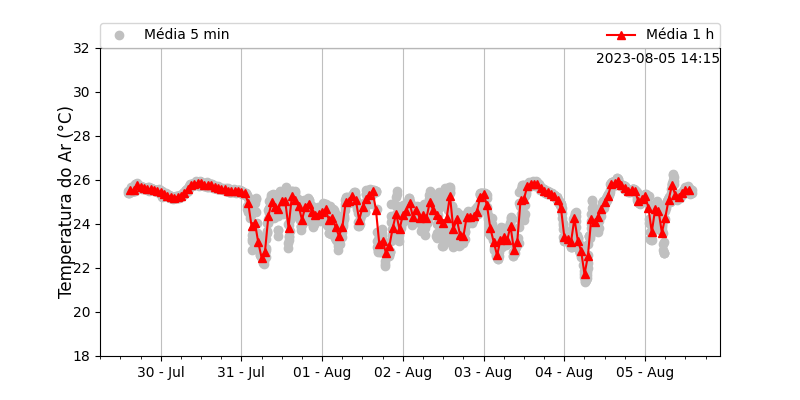 Média 5 min
Média 1 h
2023-08-05 14:15
Temperatura do Ar (°C)
32
30
28
26
24
22
20
18
30 - Jul
31 - Jul
01 - Aug
02 - Aug
03 - Aug
04 - Aug
05 - Aug